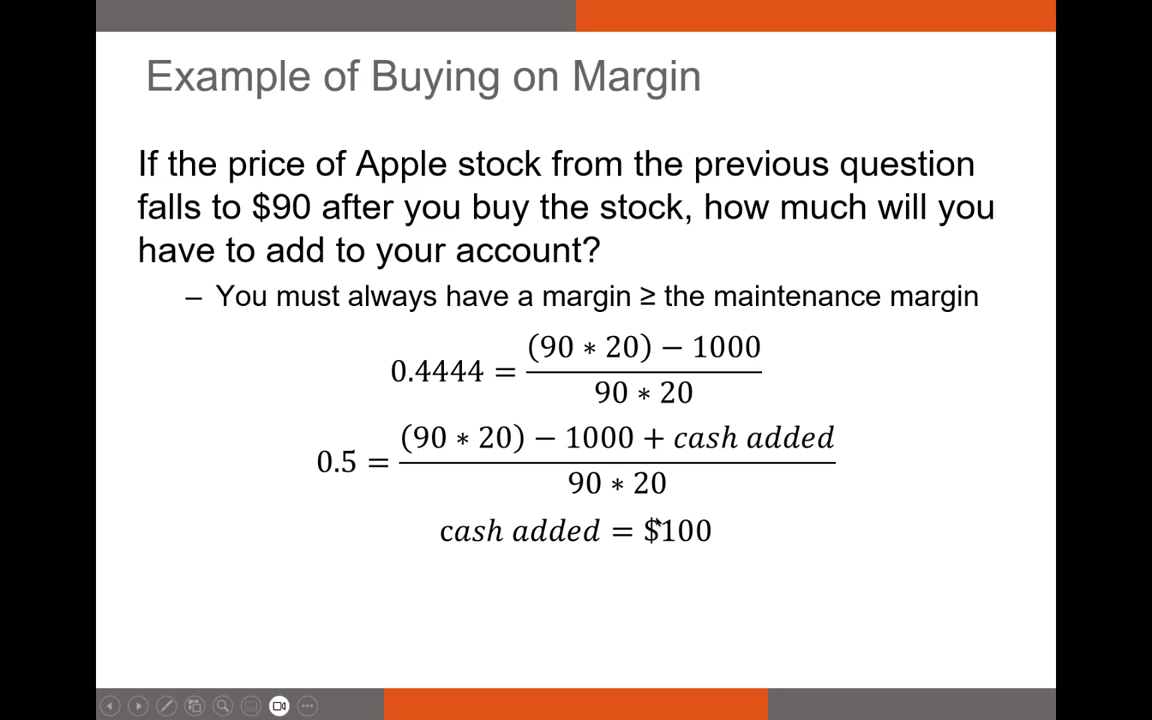 Example of Buying on Margin
If the price of Apple stock from the previous question
falls to $90 after you buy the stock, how much will you
have to add to your account?
– You must always have a margin ≥ the maintenance margin
0.4444 = ((90 * 20) − 1000) / (90 * 20)
0.5 = ((90 * 20) − 1000 + cash added) / (90 * 20)
cash added = $100